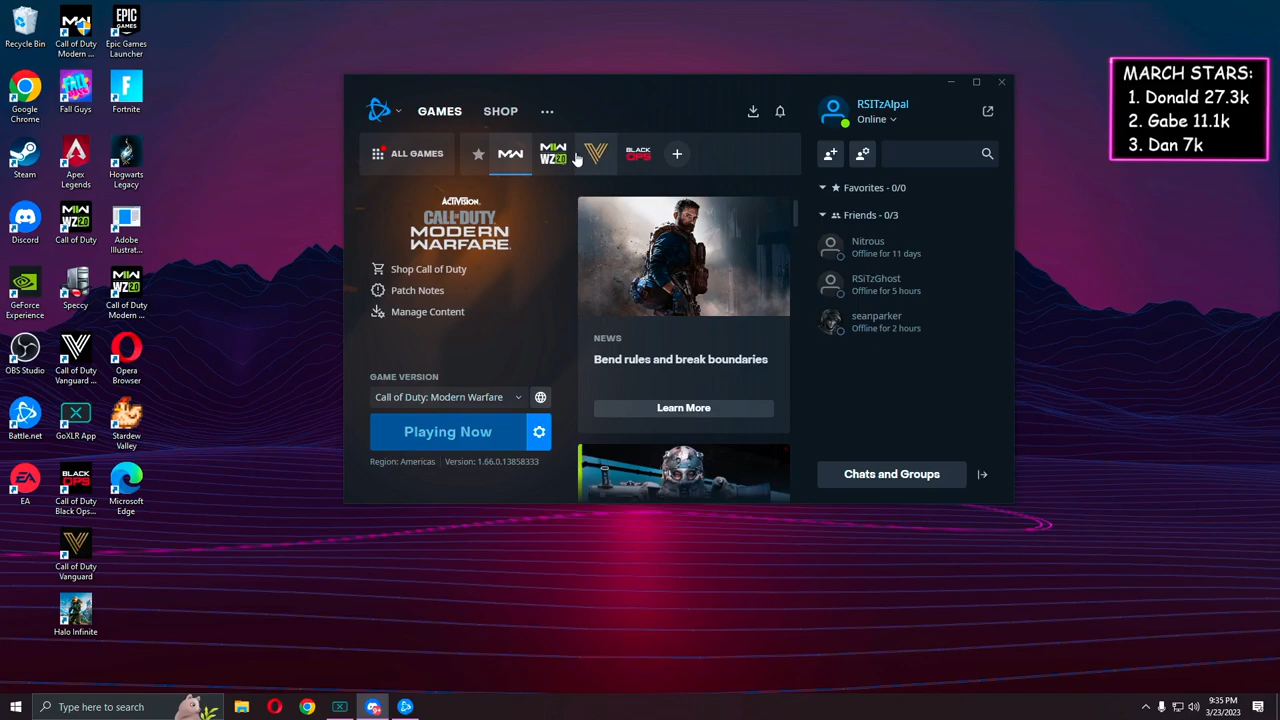 Recycle Bin
Call of Duty
Modern ...
Epic Games
Launcher
Google
Chrome
Fall Guys
Fortnite
Steam
Apex
Legends
Hogwarts
Legacy
Discord
Call of Duty
Adobe
Illustrat...
GeForce
Experience
Speccy
Call of Duty
Modern ...
OBS Studio
Call of Duty
Vanguard ...
Opera
Browser
Battle.net
GoXLR App
Stardew
Valley
EA
Call of Duty
Black Ops...
Microsoft
Edge
Call of Duty
Vanguard
Halo Infinite
GAMES
SHOP
RSITzAlpal
Online
ALL GAMES
MW
MW
WZ2.0
BLACK
OPS
Favorites - 0/0
Friends - 0/3
Nitrous
Offline for 11 days
RSiTzGhost
Offline for 5 hours
seanparker
Offline for 2 hours
Chats and Groups
ACTIVISION.
CALL OF DUTY
MODERN
WARFARE.
Shop Call of Duty
Patch Notes
Manage Content
GAME VERSION
Call of Duty: Modern Warfare
Playing Now
Region: Americas
Version: 1.66.0.13858333
NEWS
Bend rules and break boundaries
Learn More
MARCH STARS:
1. Donald 27.3k
2. Gabe 11.1k
3. Dan 7k
Type here to search
9:35 PM
3/23/2023